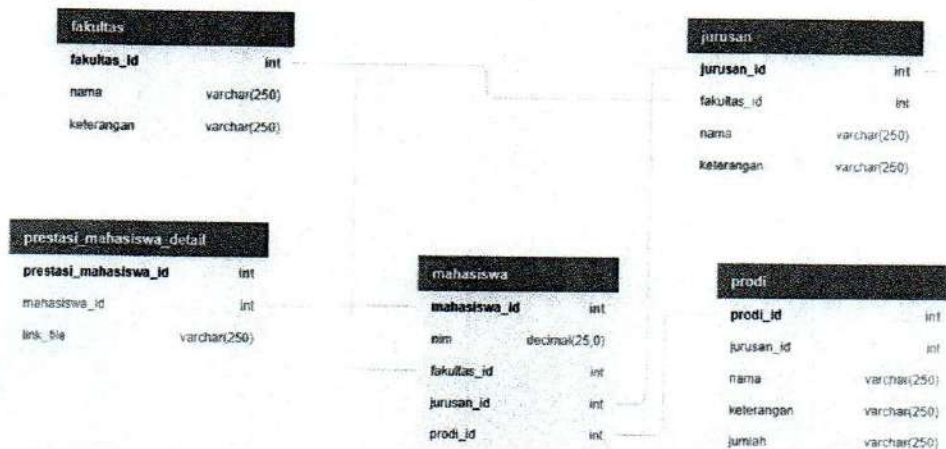 fakultas
fakultas_id int
nama varchar(250)
keterangan varchar(250)
jurusan
jurusan_id int
fakultas_id int
nama varchar(250)
keterangan varchar(250)
prestasi_mahasiswa_detail
prestasi_mahasiswa_id int
mahasiswa_id int
link_file varchar(250)
mahasiswa
mahasiswa_id int
nim decimal(25,0)
fakultas_id int
jurusan_id int
prodi_id int
prodi
prodi_id int
jurusan_id int
nama varchar(250)
keterangan varchar(250)
jumlah varchar(250)